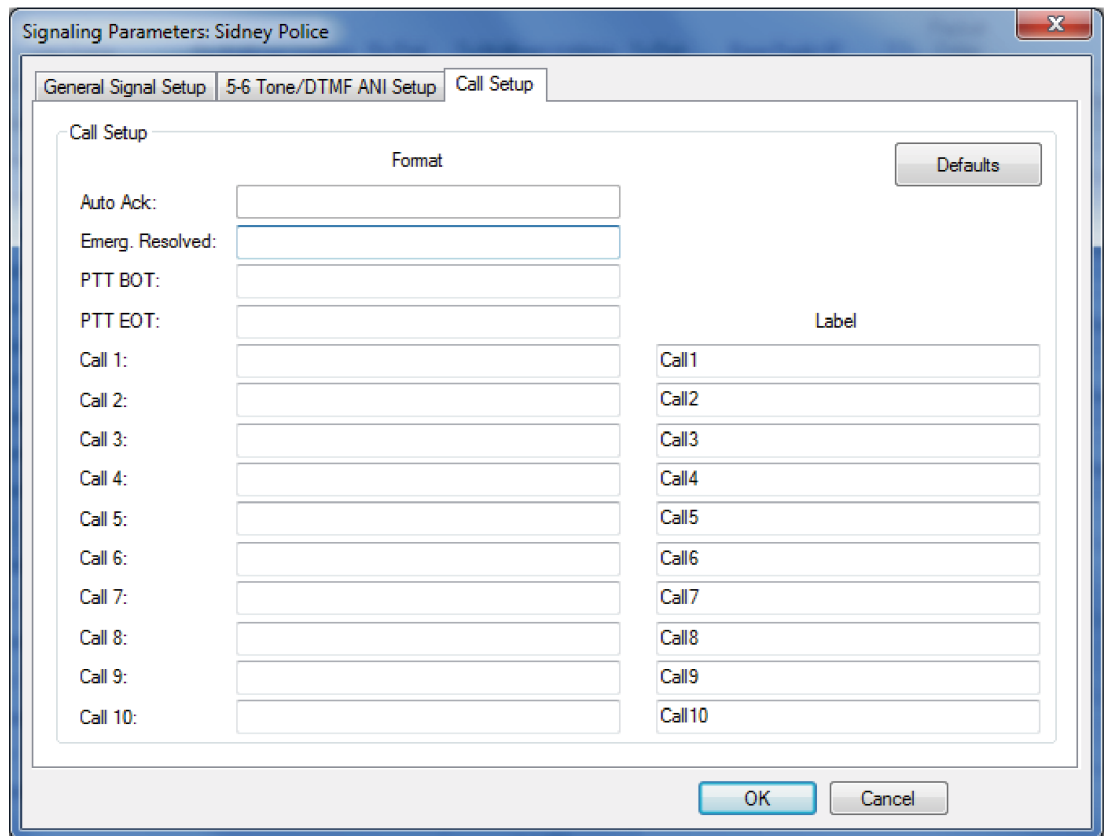 Signaling Parameters: Sidney Police
X
General Signal Setup 5-6 Tone/DTMF ANI Setup Call Setup
Call Setup
Format
Defaults
Auto Ack:
Emerg. Resolved:
PTT BOT:
PTT EOT:
Label
Call 1: Call1
Call 2: Call2
Call 3: Call3
Call 4: Call4
Call 5: Call5
Call 6: Call6
Call 7: Call7
Call 8: Call8
Call 9: Call9
Call 10: Call10
OK Cancel